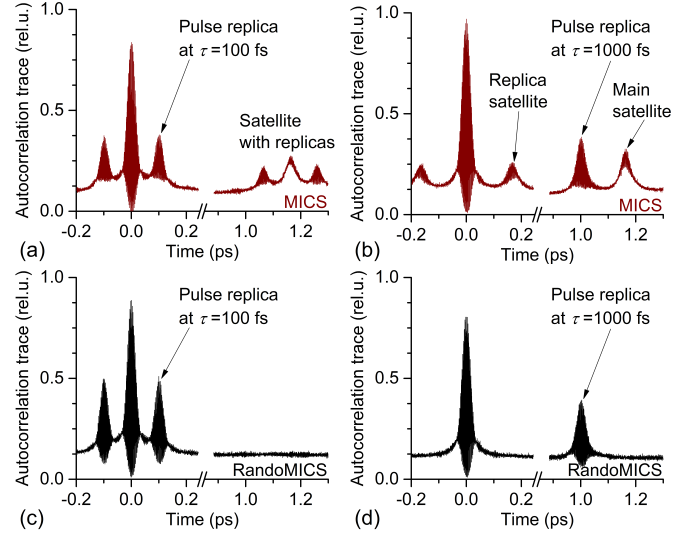 Autocorrelation trace (rel.u.)
1.0
0.5
0.0
Pulse replica
at τ =100 fs
Satellite
with replicas
MICS
(a)
-0.2 0.0 0.2 1.0 1.2
Time (ps)
Autocorrelation trace (rel.u.)
1.0
0.5
0.0
Pulse replica
at τ =1000 fs
Replica
satellite
Main
satellite
MICS
(b)
-0.2 0.0 0.2 1.0 1.2
Time (ps)
Autocorrelation trace (rel.u.)
1.0
0.5
0.0
Pulse replica
at τ =100 fs
RandoMICS
(c)
-0.2 0.0 0.2 1.0 1.2
Time (ps)
Autocorrelation trace (rel.u.)
1.0
0.5
0.0
Pulse replica
at τ =1000 fs
RandoMICS
(d)
-0.2 0.0 0.2 1.0 1.2
Time (ps)